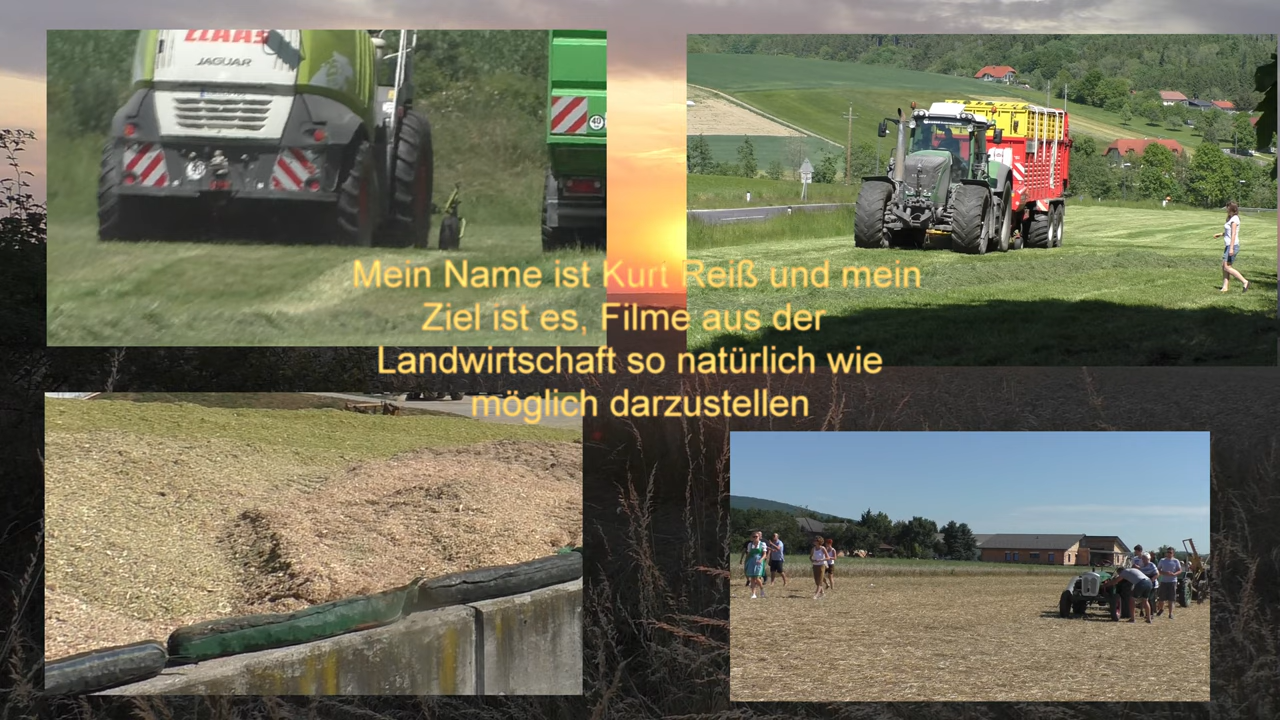 CLAAS
JAGUAR
40
Mein Name ist Kurt Reiß und mein
Ziel ist es, Filme aus der
Landwirtschaft so natürlich wie
möglich darzustellen